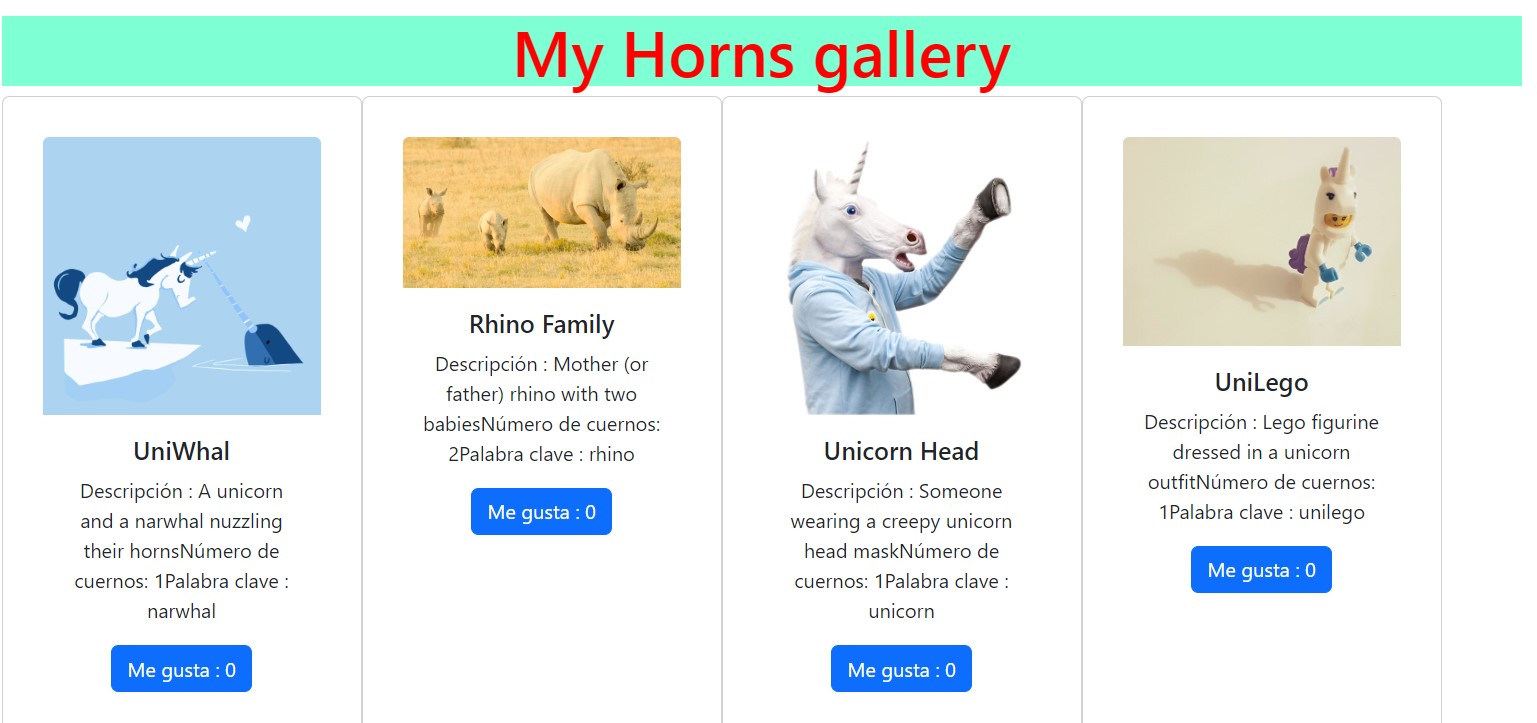 My Horns gallery
UniWhal
Descripción : A unicorn
and a narwhal nuzzling
their hornsNúmero de
cuernos: 1Palabra clave :
narwhal
Me gusta : 0
Rhino Family
Descripción : Mother (or
father) rhino with two
babiesNúmero de cuernos:
2Palabra clave : rhino
Me gusta : 0
Unicorn Head
Descripción : Someone
wearing a creepy unicorn
head maskNúmero de
cuernos: 1Palabra clave :
unicorn
Me gusta : 0
UniLego
Descripción : Lego figurine
dressed in a unicorn
outfitNúmero de cuernos:
1Palabra clave : unilego
Me gusta : 0